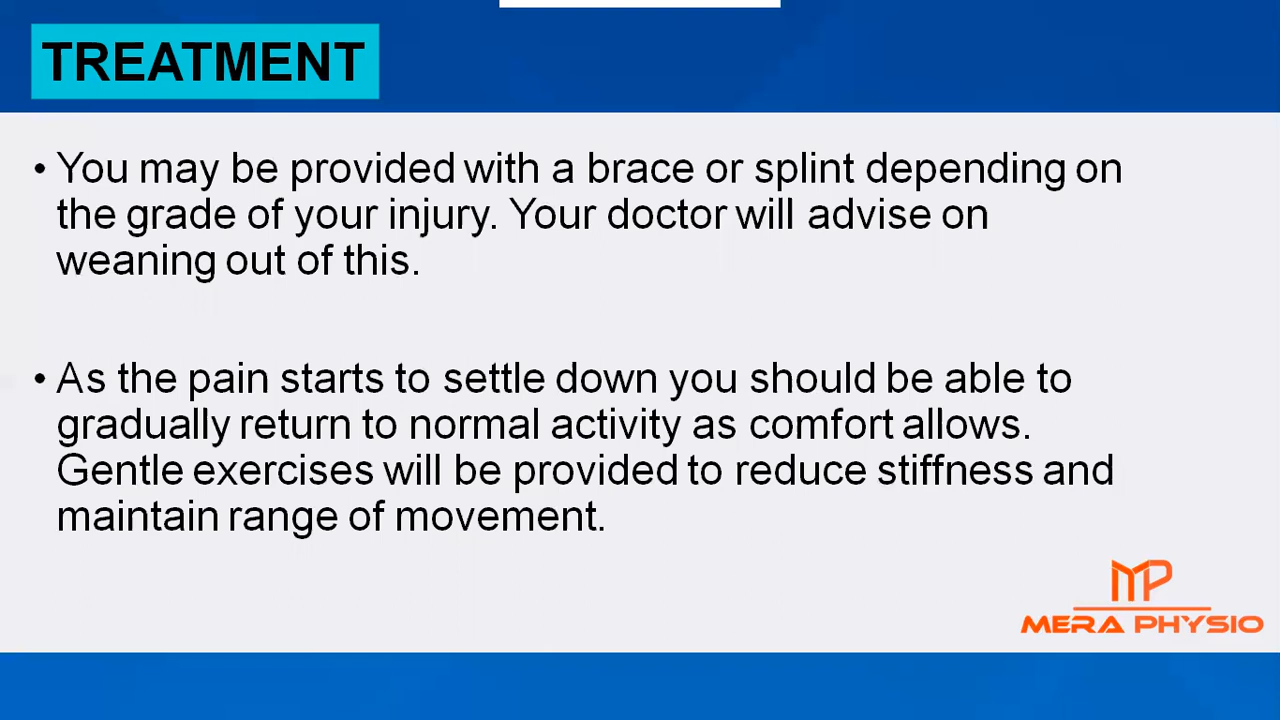 TREATMENT
• You may be provided with a brace or splint depending on
the grade of your injury. Your doctor will advise on
weaning out of this.
• As the pain starts to settle down you should be able to
gradually return to normal activity as comfort allows.
Gentle exercises will be provided to reduce stiffness and
maintain range of movement.
MP
MERA PHYSIO